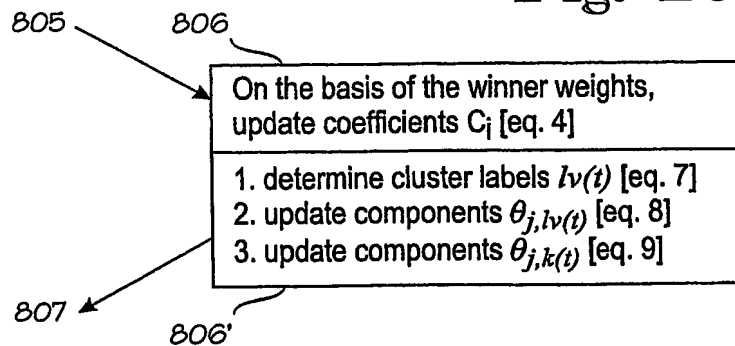 805
806
On the basis of the winner weights,
update coefficients Ci [eq. 4]
1. determine cluster labels lv(t) [eq. 7]
2. update components θj,lv(t) [eq. 8]
3. update components θj,k(t) [eq. 9]
807
806'